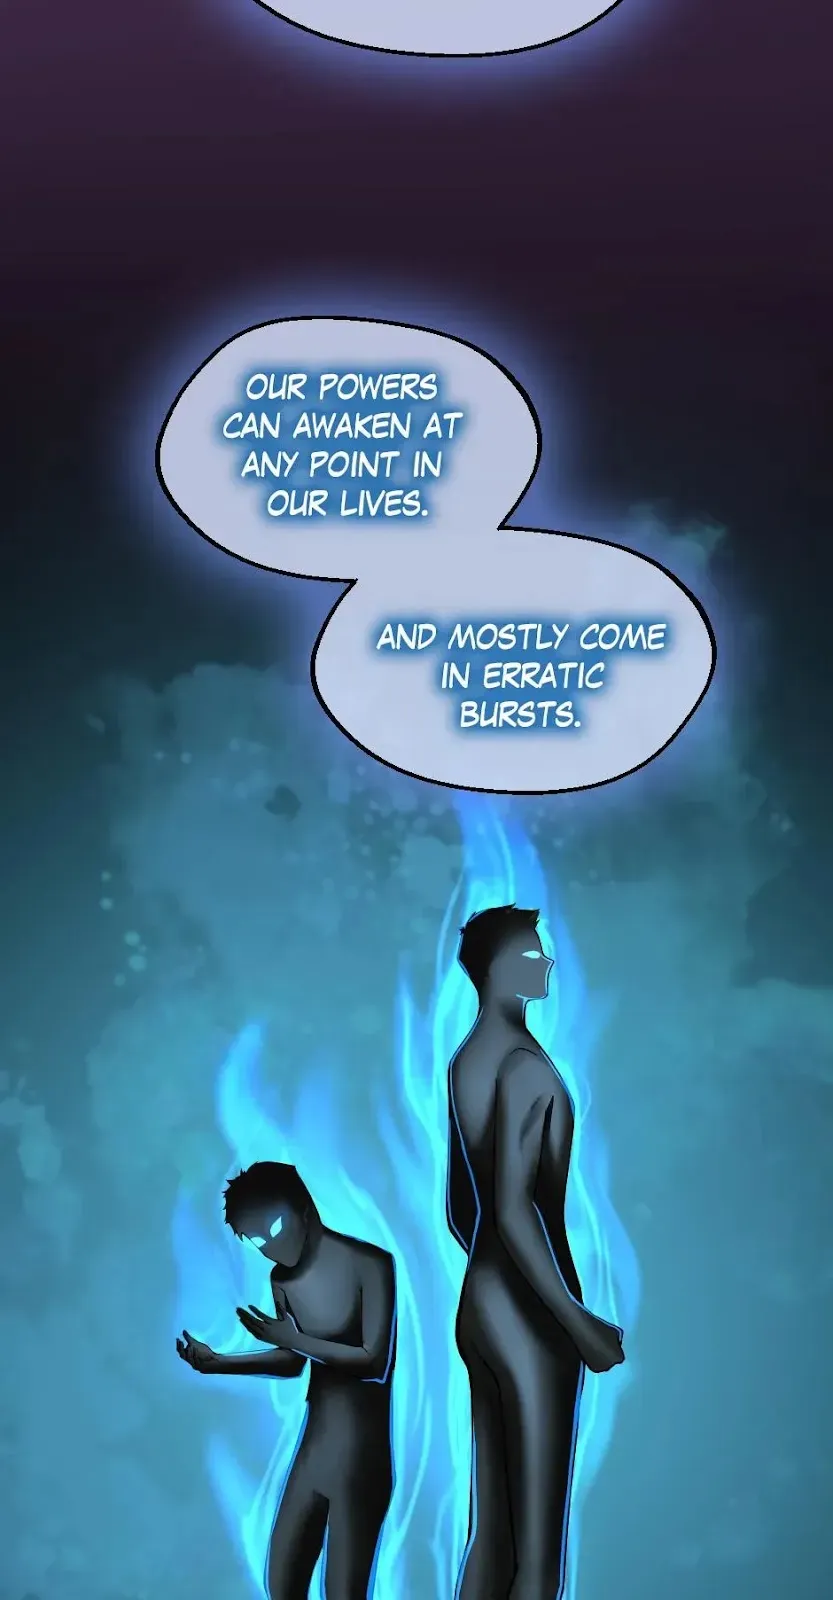 OUR POWERS
CAN AWAKEN AT
ANY POINT IN
OUR LIVES.
AND MOSTLY COME
IN ERRATIC
BURSTS.